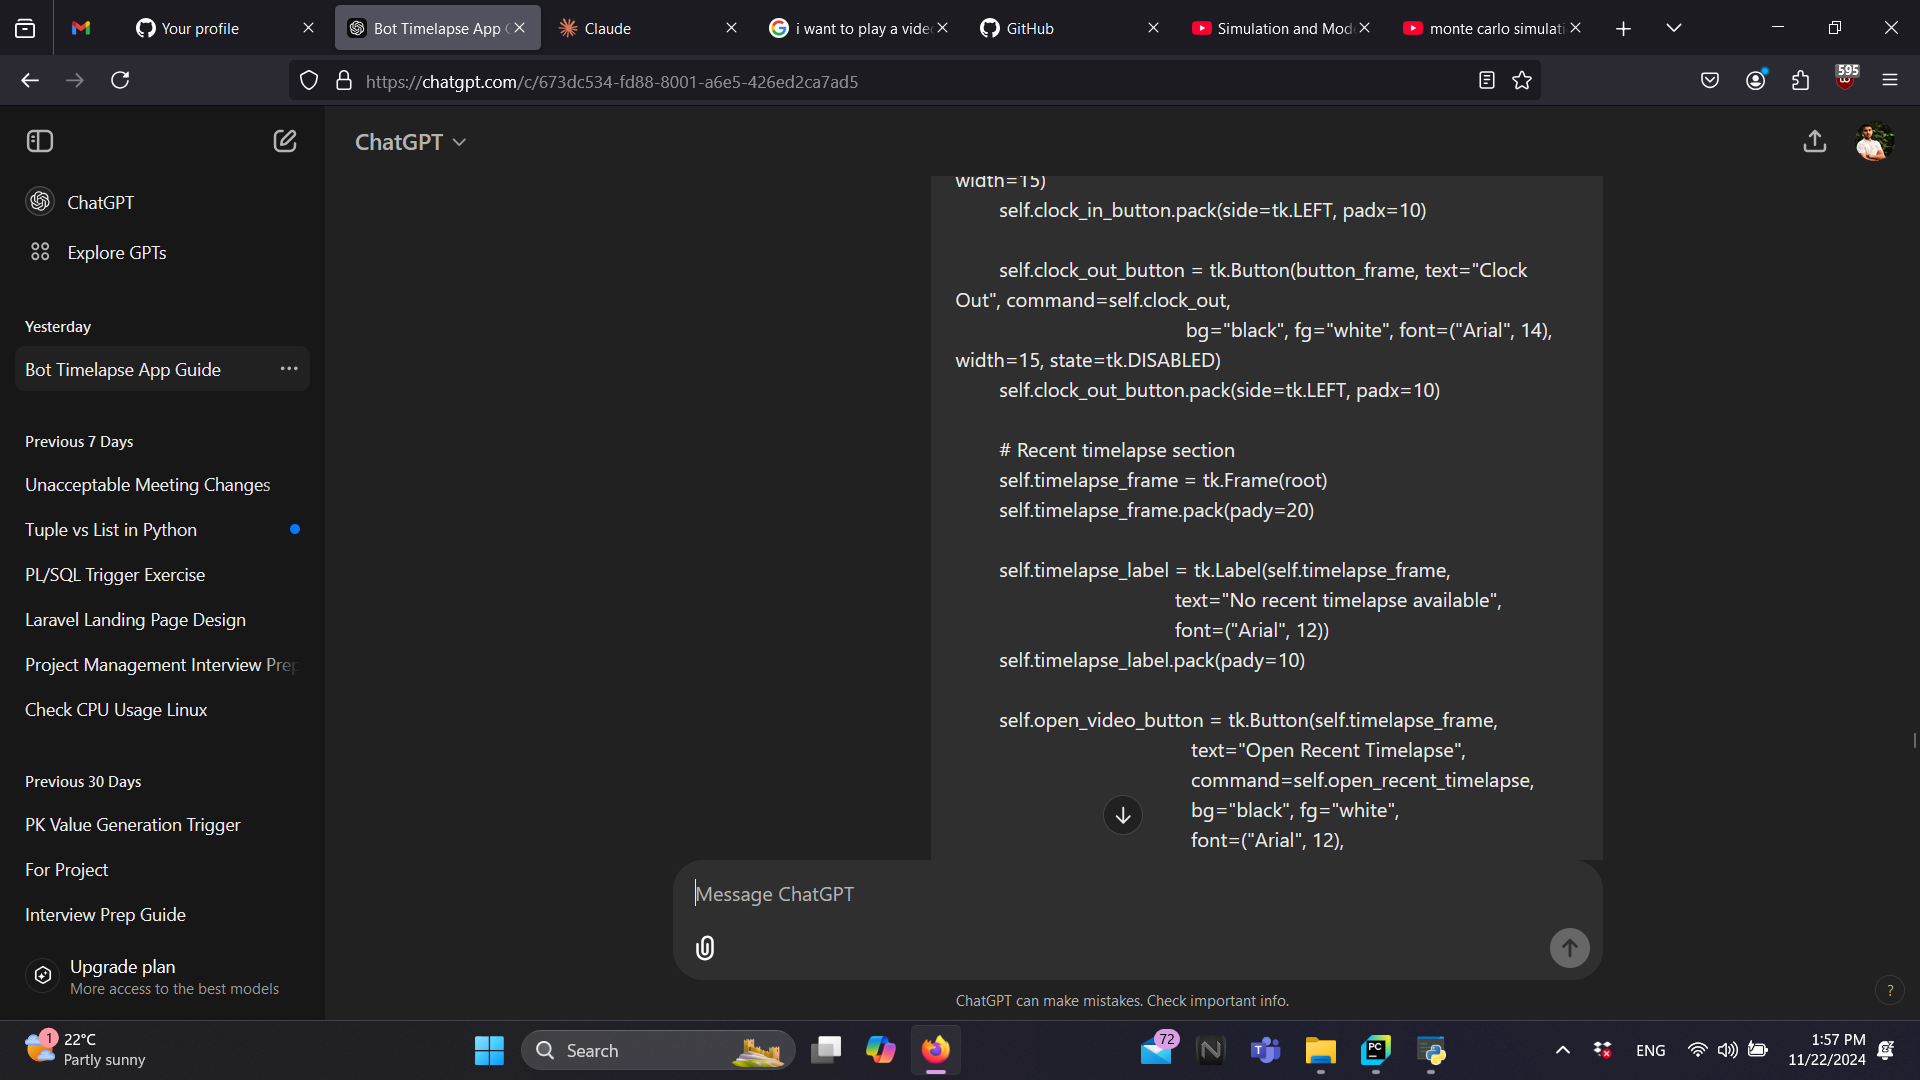 Your profile
Bot Timelapse App G
Claude
i want to play a vide
GitHub
Simulation and Mod
monte carlo simulati
https://chatgpt.com/c/673dc534-fd88-8001-a6e5-426ed2ca7ad5
595
ChatGPT
ChatGPT
Explore GPTs
Yesterday
Bot Timelapse App Guide
Previous 7 Days
Unacceptable Meeting Changes
Tuple vs List in Python
PL/SQL Trigger Exercise
Laravel Landing Page Design
Project Management Interview Prep
Check CPU Usage Linux
Previous 30 Days
PK Value Generation Trigger
For Project
Interview Prep Guide
Upgrade plan
More access to the best models
width=15)
self.clock_in_button.pack(side=tk.LEFT, padx=10)
self.clock_out_button = tk.Button(button_frame, text="Clock
Out", command=self.clock_out,
bg="black", fg="white", font=("Arial", 14),
width=15, state=tk.DISABLED)
self.clock_out_button.pack(side=tk.LEFT, padx=10)
# Recent timelapse section
self.timelapse_frame = tk.Frame(root)
self.timelapse_frame.pack(pady=20)
self.timelapse_label = tk.Label(self.timelapse_frame,
text="No recent timelapse available",
font=("Arial", 12))
self.timelapse_label.pack(pady=10)
self.open_video_button = tk.Button(self.timelapse_frame,
text="Open Recent Timelapse",
command=self.open_recent_timelapse,
bg="black", fg="white",
font=("Arial", 12),
Message ChatGPT
ChatGPT can make mistakes. Check important info.
?
1
22°C
Partly sunny
Search
72
PC
ENG
1:57 PM
11/22/2024